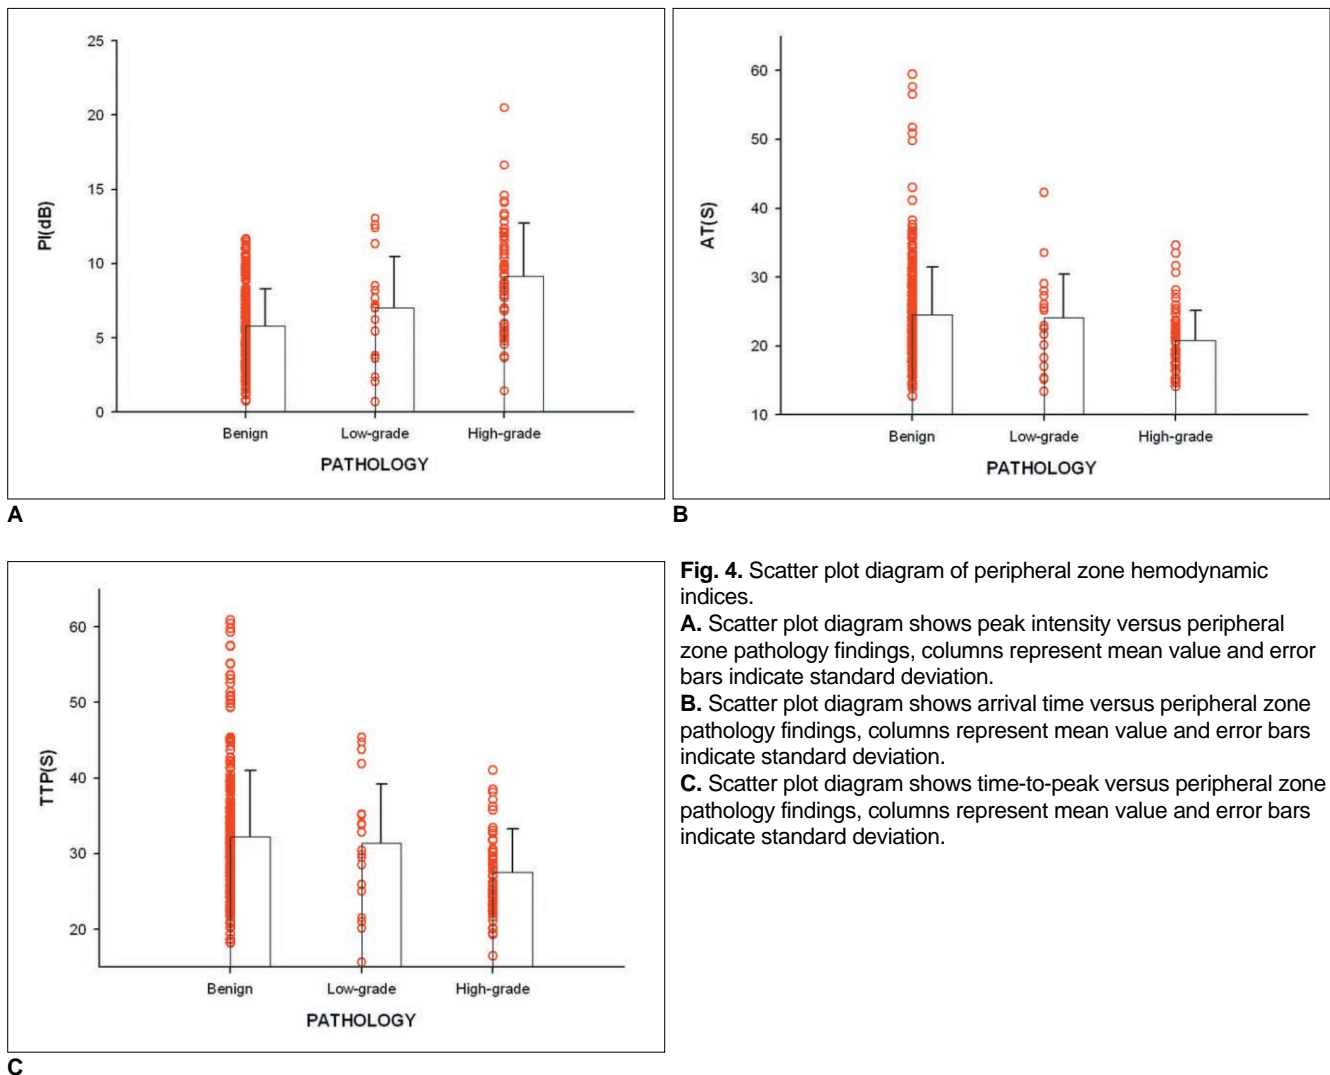 25
20
15
10
5
0
PI(dB)
Benign
Low-grade
High-grade
PATHOLOGY
A
60
50
40
30
20
10
AT(S)
Benign
Low-grade
High-grade
PATHOLOGY
B
60
50
40
30
20
TTP(S)
Benign
Low-grade
High-grade
PATHOLOGY
C
Fig. 4. Scatter plot diagram of peripheral zone hemodynamic
indices.
A. Scatter plot diagram shows peak intensity versus peripheral
zone pathology findings, columns represent mean value and error
bars indicate standard deviation.
B. Scatter plot diagram shows arrival time versus peripheral zone
pathology findings, columns represent mean value and error bars
indicate standard deviation.
C. Scatter plot diagram shows time-to-peak versus peripheral zone
pathology findings, columns represent mean value and error bars
indicate standard deviation.